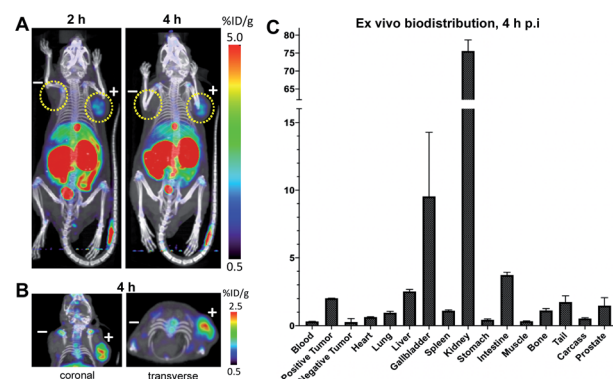 A
2 h
4 h
%ID/g
5.0
0.5
−
+
−
+
B
4 h
%ID/g
2.5
0.5
−
+
−
+
coronal
transverse
C
Ex vivo biodistribution, 4 h p.i
80
75
70
65
15
10
5
0
Blood
Positive Tumor
Negative Tumor
Heart
Lung
Liver
Gallbladder
Spleen
Kidney
Stomach
Intestine
Muscle
Bone
Tail
Carcass
Prostate